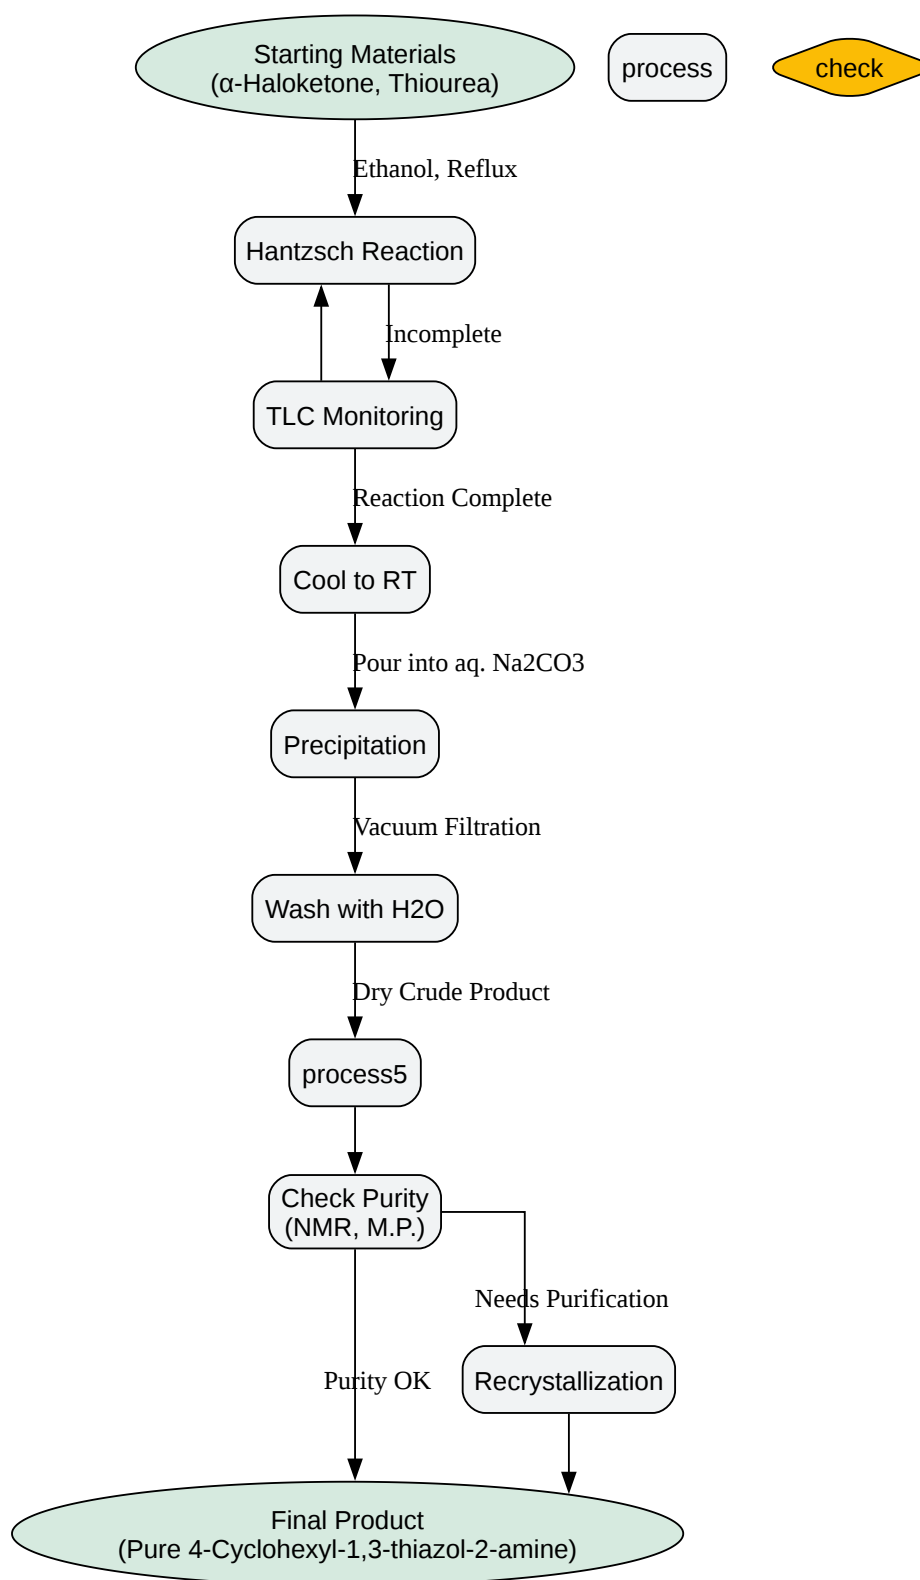 Starting Materials
(α-Haloketone, Thiourea)
process
check
Ethanol, Reflux
Hantzsch Reaction
Incomplete
TLC Monitoring
Reaction Complete
Cool to RT
Pour into aq. Na2CO3
Precipitation
Vacuum Filtration
Wash with H2O
Dry Crude Product
process5
Check Purity
(NMR, M.P.)
Needs Purification
Purity OK
Recrystallization
Final Product
(Pure 4-Cyclohexyl-1,3-thiazol-2-amine)